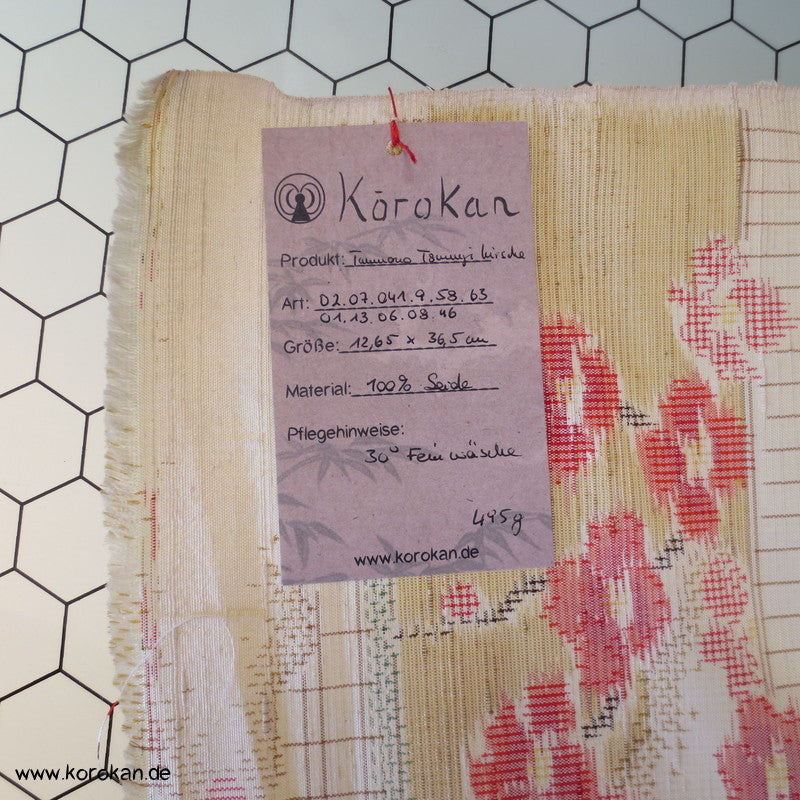 Kōrokan
Produkt: Tanmono Tsumugi Kirsche
Art: D2.07.041.9.58.63
01.13.06.08.46
Größe: 12,65 x 36,5 cm
Material: 100% Seide
Pflegehinweise:
30° Feinwäsche
495g
www.korokan.de
www.korokan.de